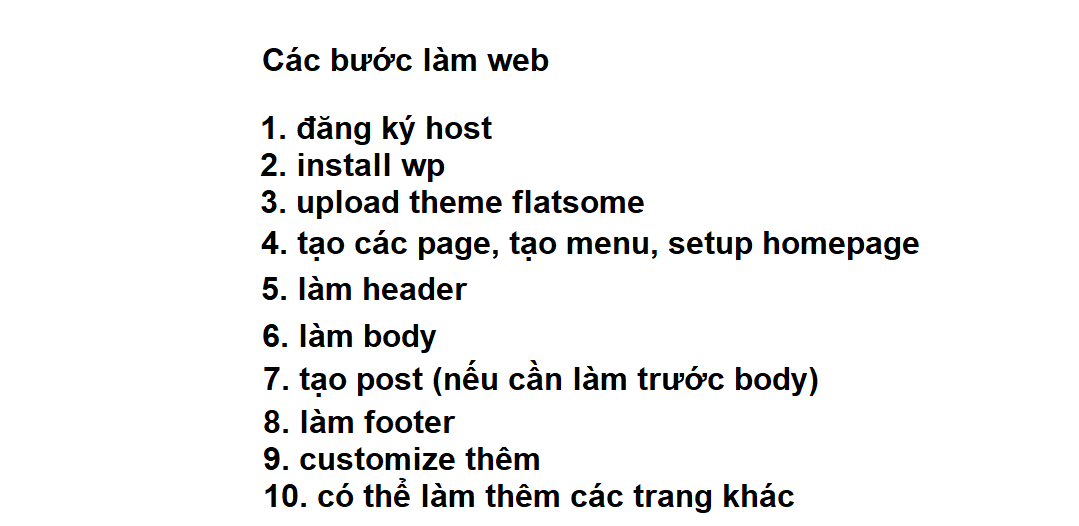 Các bước làm web
1. đăng ký host
2. install wp
3. upload theme flatsome
4. tạo các page, tạo menu, setup homepage
5. làm header
6. làm body
7. tạo post (nếu cần làm trước body)
8. làm footer
9. customize thêm
10. có thể làm thêm các trang khác